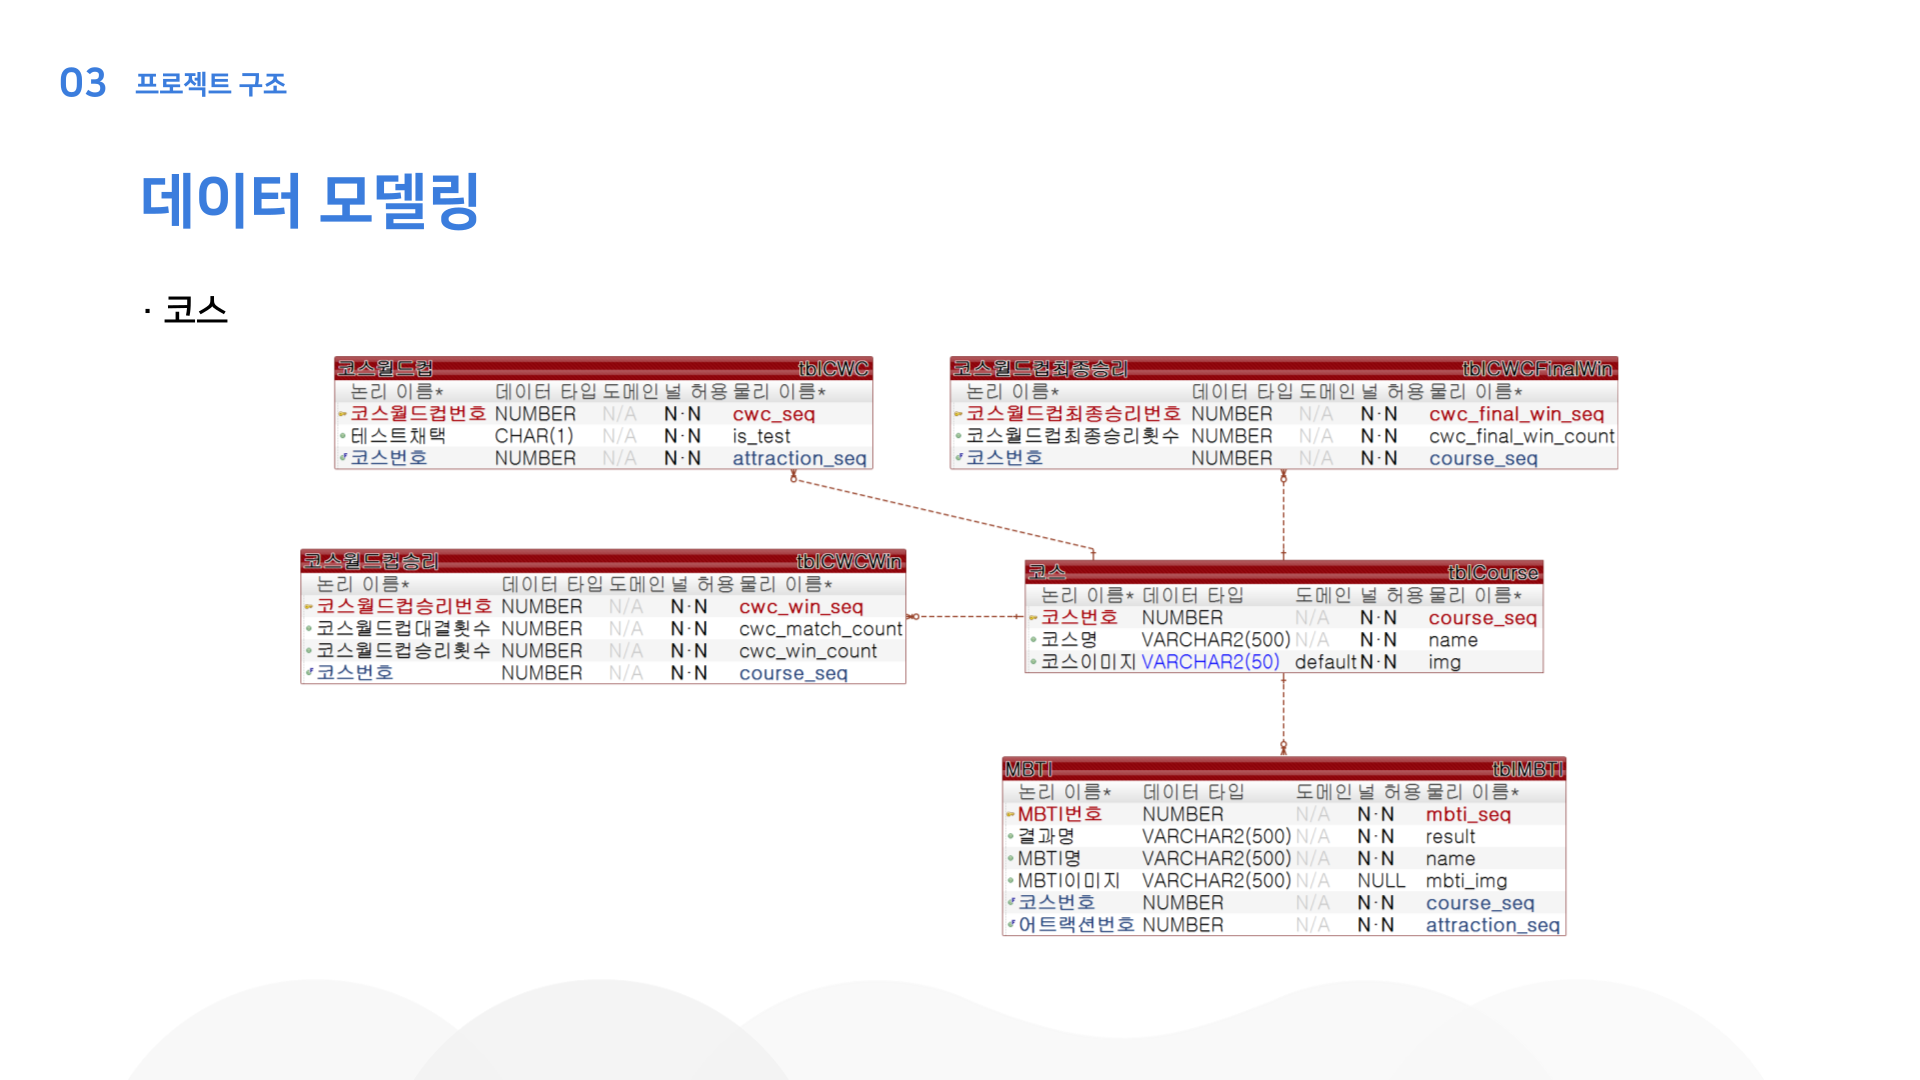 03 프로젝트 구조
데이터 모델링
· 코스
코스월드컵 tblCWC
논리 이름* 데이터 타입 도메인 널 허용 물리 이름*
코스월드컵번호 NUMBER N/A N·N cwc_seq
테스트채택 CHAR(1) N/A N·N is_test
코스번호 NUMBER N/A N·N attraction_seq
코스월드컵최종승리 tblCWCFinalWin
논리 이름* 데이터 타입 도메인 널 허용 물리 이름*
코스월드컵최종승리번호 NUMBER N/A N·N cwc_final_win_seq
코스월드컵최종승리횟수 NUMBER N/A N·N cwc_final_win_count
코스번호 NUMBER N/A N·N course_seq
코스월드컵승리 tblCWCWin
논리 이름* 데이터 타입 도메인 널 허용 물리 이름*
코스월드컵승리번호 NUMBER N/A N·N cwc_win_seq
코스월드컵대결횟수 NUMBER N/A N·N cwc_match_count
코스월드컵승리횟수 NUMBER N/A N·N cwc_win_count
코스번호 NUMBER N/A N·N course_seq
코스 tblCourse
논리 이름* 데이터 타입 도메인 널 허용 물리 이름*
코스번호 NUMBER N/A N·N course_seq
코스명 VARCHAR2(500) N/A N·N name
코스이미지 VARCHAR2(50) default N·N img
MBTI tblMBTI
논리 이름* 데이터 타입 도메인 널 허용 물리 이름*
MBTI번호 NUMBER N/A N·N mbti_seq
결과명 VARCHAR2(500) N/A N·N result
MBTI명 VARCHAR2(500) N/A N·N name
MBTI이미지 VARCHAR2(500) N/A NULL mbti_img
코스번호 NUMBER N/A N·N course_seq
어트랙션번호 NUMBER N/A N·N attraction_seq